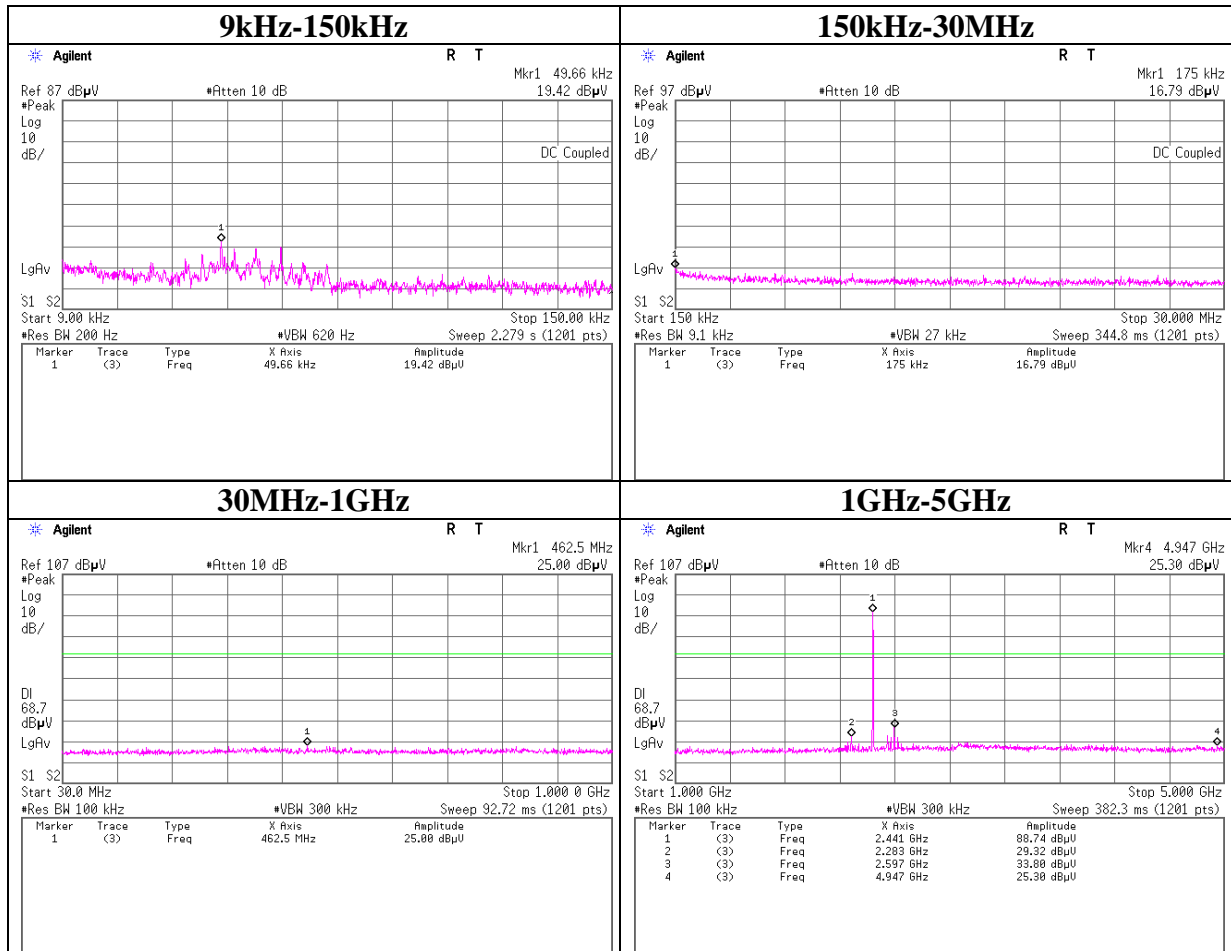 9kHz-150kHz
Agilent R T
Mkr1 49.66 kHz
Ref 87 dBµV #Atten 10 dB 19.42 dBµV
#Peak
Log
10
dB/
DC Coupled
1
LgAv
S1 S2
Start 9.00 kHz Stop 150.00 kHz
#Res BW 200 Hz #VBW 620 Hz Sweep 2.279 s (1201 pts)
Marker Trace Type X Axis Amplitude
1 (3) Freq 49.66 kHz 19.42 dBµV
150kHz-30MHz
Agilent R T
Mkr1 175 kHz
Ref 97 dBµV #Atten 10 dB 16.79 dBµV
#Peak
Log
10
dB/
DC Coupled
1
LgAv
S1 S2
Start 150 kHz Stop 30.000 MHz
#Res BW 9.1 kHz #VBW 27 kHz Sweep 344.8 ms (1201 pts)
Marker Trace Type X Axis Amplitude
1 (3) Freq 175 kHz 16.79 dBµV
30MHz-1GHz
Agilent R T
Mkr1 462.5 MHz
Ref 107 dBµV #Atten 10 dB 25.00 dBµV
#Peak
Log
10
dB/
DI
68.7
dBµV
1
LgAv
S1 S2
Start 30.0 MHz Stop 1.000 0 GHz
#Res BW 100 kHz #VBW 300 kHz Sweep 92.72 ms (1201 pts)
Marker Trace Type X Axis Amplitude
1 (3) Freq 462.5 MHz 25.00 dBµV
1GHz-5GHz
Agilent R T
Mkr4 4.947 GHz
Ref 107 dBµV #Atten 10 dB 25.30 dBµV
#Peak
Log
10
dB/
1
DI
68.7
dBµV
2 3 4
LgAv
S1 S2
Start 1.000 GHz Stop 5.000 GHz
#Res BW 100 kHz #VBW 300 kHz Sweep 382.3 ms (1201 pts)
Marker Trace Type X Axis Amplitude
1 (3) Freq 2.441 GHz 88.74 dBµV
2 (3) Freq 2.283 GHz 29.32 dBµV
3 (3) Freq 2.597 GHz 33.80 dBµV
4 (3) Freq 4.947 GHz 25.30 dBµV